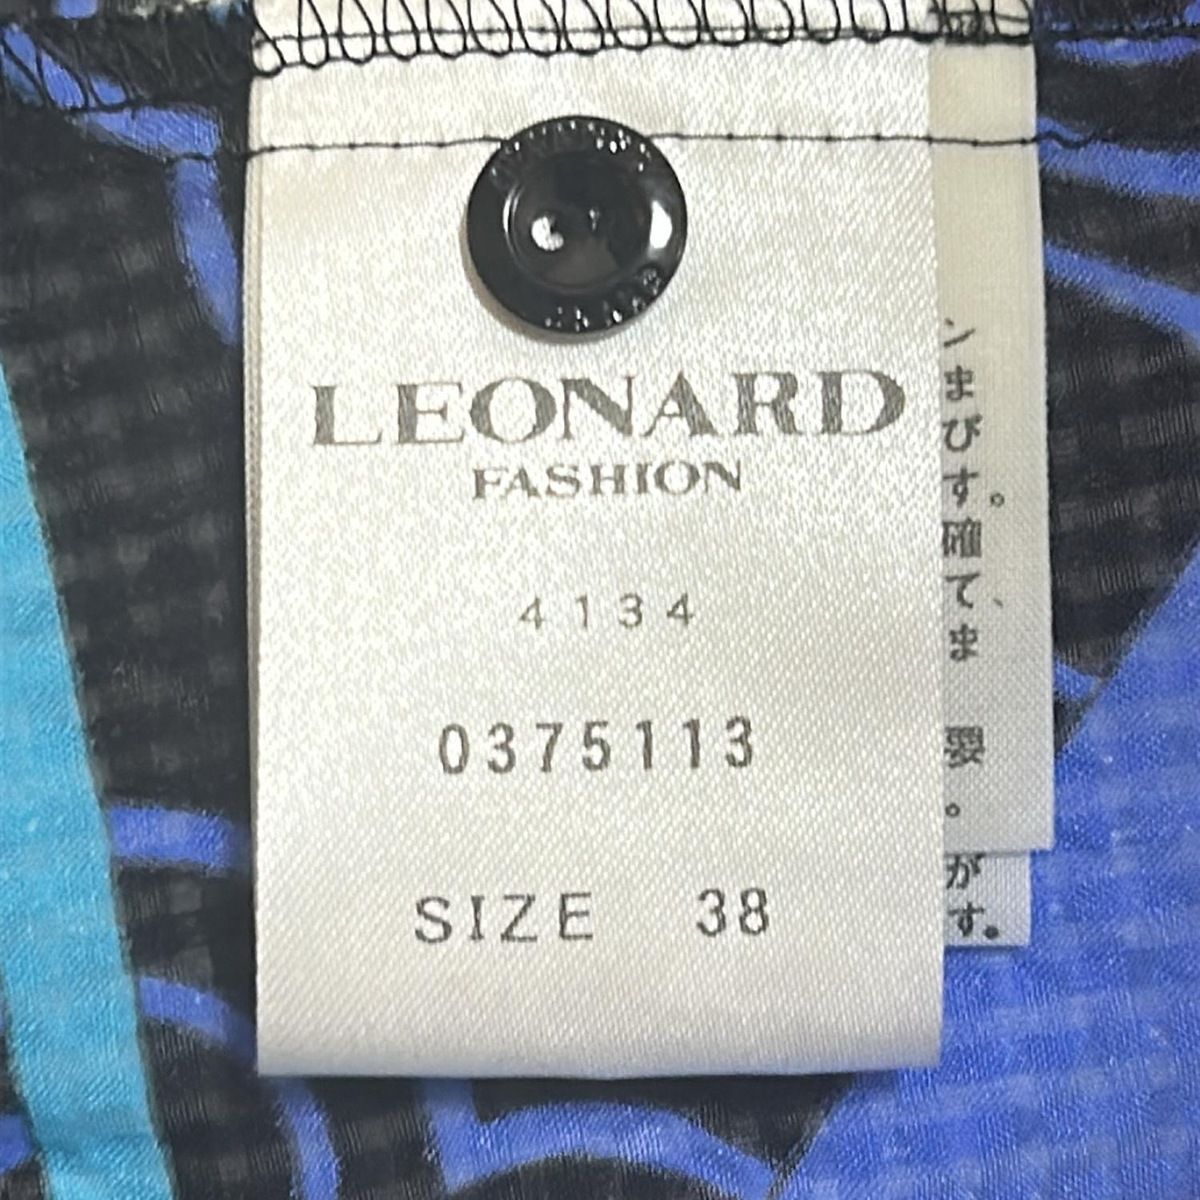 LEONARD
FASHION
4134
0375113
SIZE 38
ン
ま
び
す。
確
て、
ま
要
。
が
す。